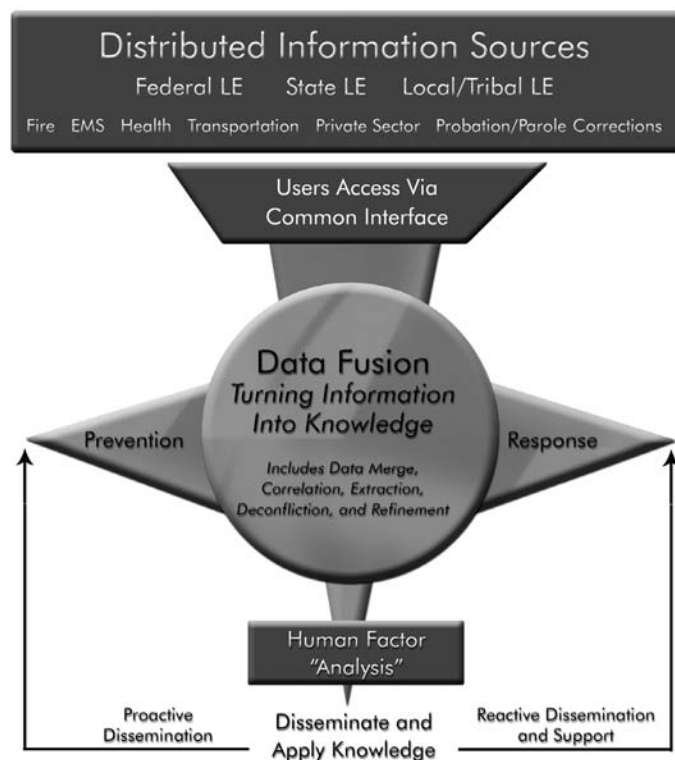 Distributed Information Sources
Federal LE State LE Local/Tribal LE
Fire EMS Health Transportation Private Sector Probation/Parole Corrections
Users Access Via
Common Interface
Data Fusion
Turning Information
Into Knowledge
Includes Data Merge,
Correlation, Extraction,
Deconfliction, and Refinement
Prevention
Response
Human Factor
"Analysis"
Proactive
Dissemination
Disseminate and
Apply Knowledge
Reactive Dissemination
and Support